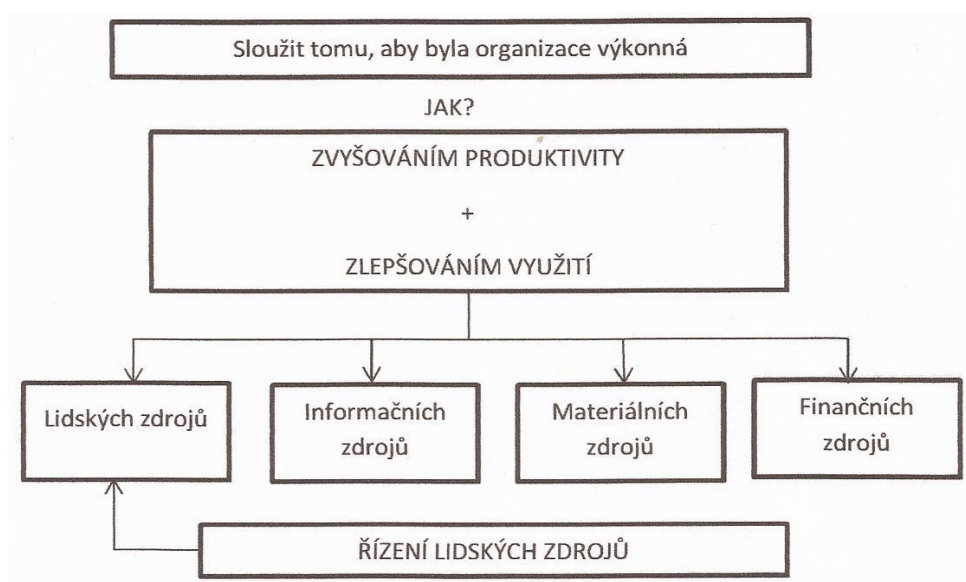 Sloužit tomu, aby byla organizace výkonná
JAK?
ZVYŠOVÁNÍM PRODUKTIVITY
+
ZLEPŠOVÁNÍM VYUŽITÍ
Lidských zdrojů
Informačních
zdrojů
Materiálních
zdrojů
Finančních
zdrojů
ŘÍZENÍ LIDSKÝCH ZDROJŮ